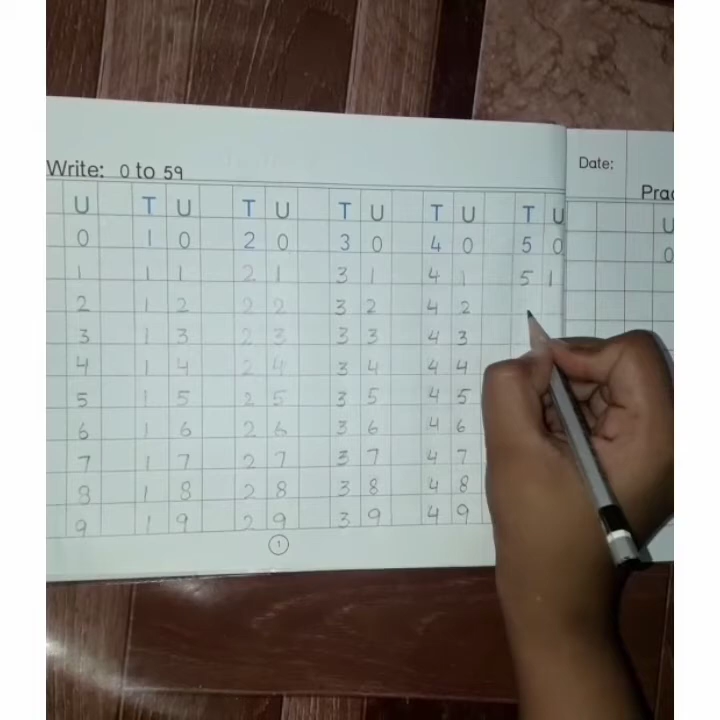 Write: 0 to 59
Date:
Prac
U T U T U T U T U T U
0 1 0 2 0 3 0 4 0 5 0
1 1 1 2 1 3 1 4 1 5 1
2 1 2 2 2 3 2 4 2
3 1 3 2 3 3 3 4 3
4 1 4 2 4 3 4 4 4
5 1 5 2 5 3 5 4 5
6 1 6 2 6 3 6 4 6
7 1 7 2 7 3 7 4 7
8 1 8 2 8 3 8 4 8
9 1 9 2 9 3 9 4 9
1
U
0